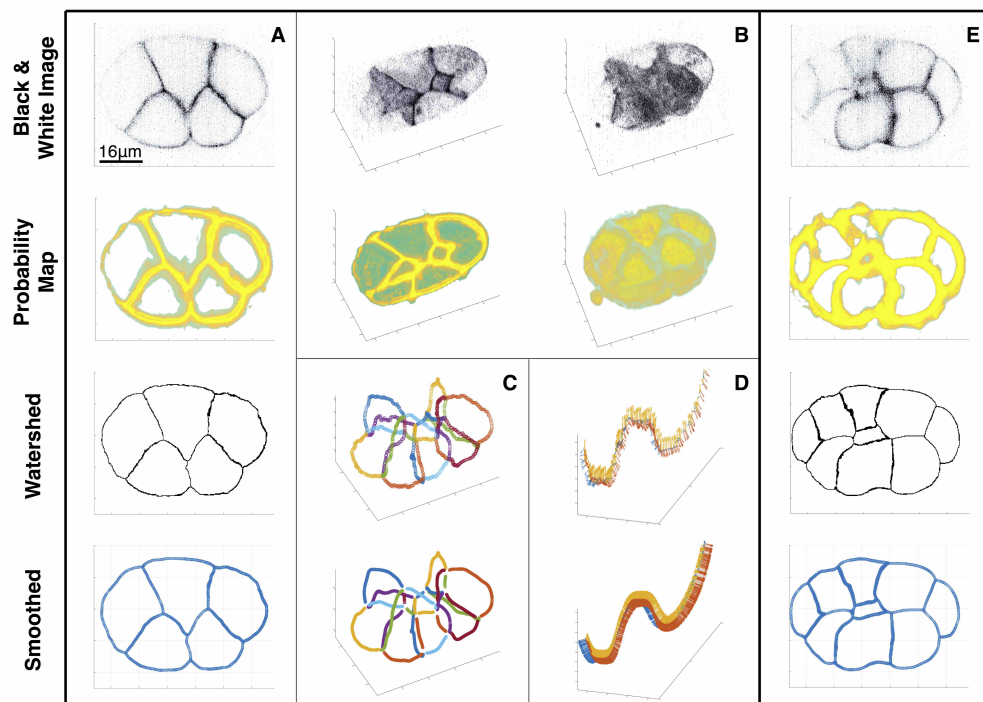 A
B
E
Black &
White Image
16μm
Probability
Map
C
D
Watershed
Smoothed